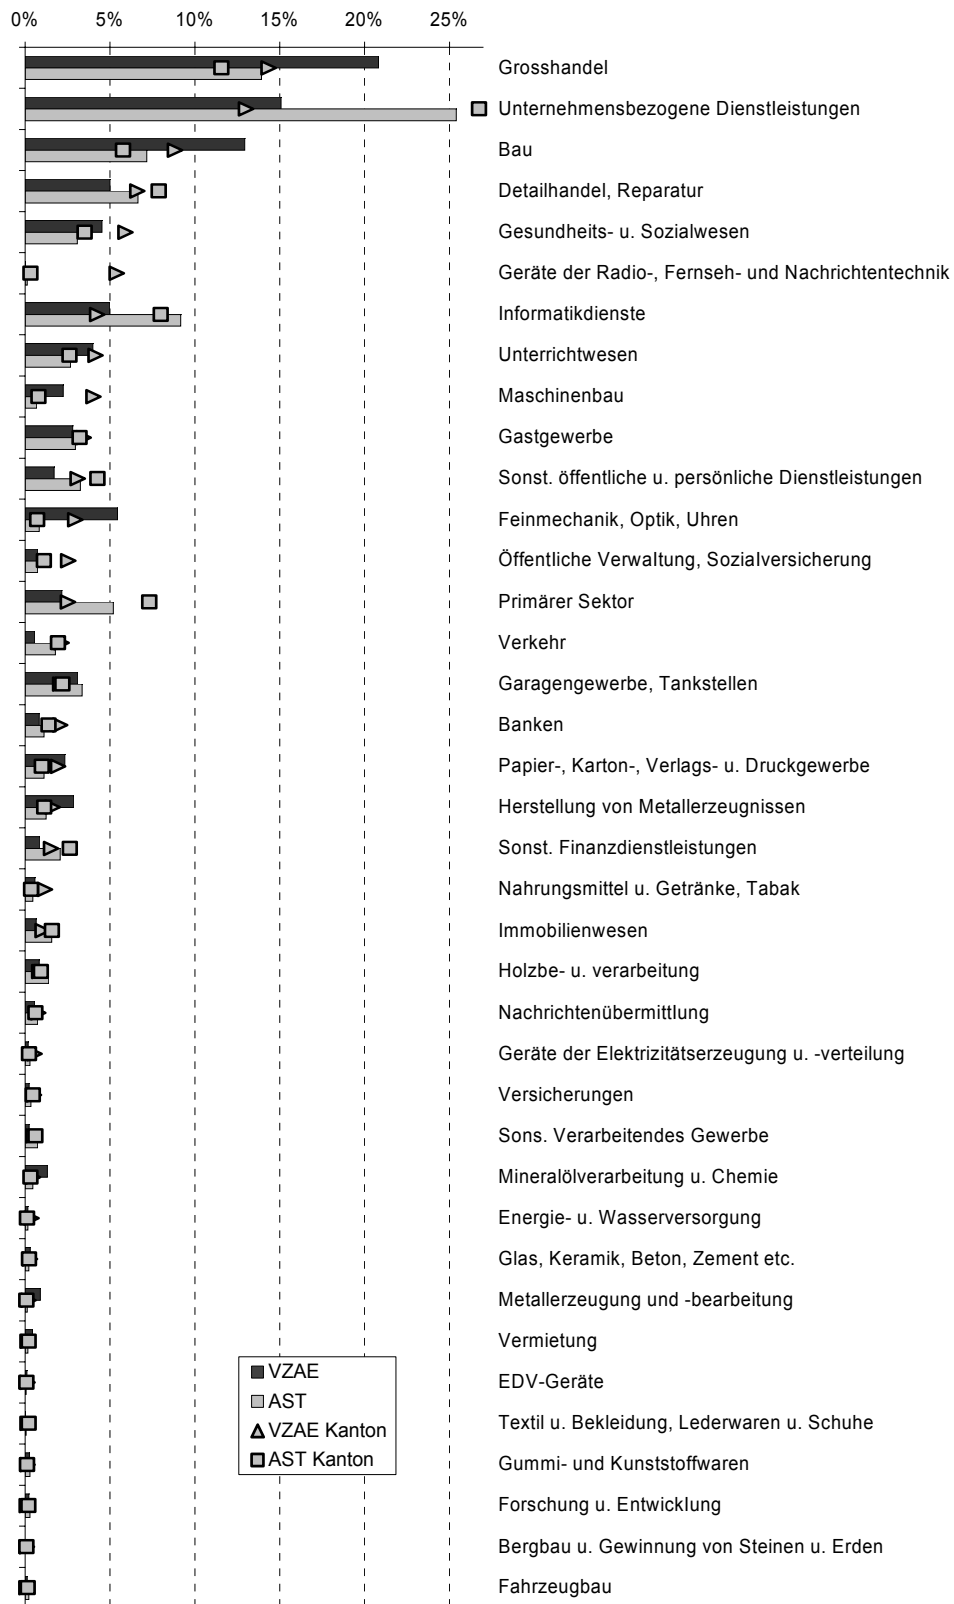 0% 5% 10% 15% 20% 25%
Grosshandel
Unternehmensbezogene Dienstleistungen
Bau
Detailhandel, Reparatur
Gesundheits- u. Sozialwesen
Geräte der Radio-, Fernseh- und Nachrichtentechnik
Informatikdienste
Unterrichtwesen
Maschinenbau
Gastgewerbe
Sonst. öffentliche u. persönliche Dienstleistungen
Feinmechanik, Optik, Uhren
Öffentliche Verwaltung, Sozialversicherung
Primärer Sektor
Verkehr
Garagengewerbe, Tankstellen
Banken
Papier-, Karton-, Verlags- u. Druckgewerbe
Herstellung von Metallerzeugnissen
Sonst. Finanzdienstleistungen
Nahrungsmittel u. Getränke, Tabak
Immobilienwesen
Holzbe- u. verarbeitung
Nachrichtenübermittlung
Geräte der Elektrizitätserzeugung u. -verteilung
Versicherungen
Sons. Verarbeitendes Gewerbe
Mineralölverarbeitung u. Chemie
Energie- u. Wasserversorgung
Glas, Keramik, Beton, Zement etc.
Metallerzeugung und -bearbeitung
Vermietung
EDV-Geräte
Textil u. Bekleidung, Lederwaren u. Schuhe
Gummi- und Kunststoffwaren
Forschung u. Entwicklung
Bergbau u. Gewinnung von Steinen u. Erden
Fahrzeugbau
VZAE
AST
VZAE Kanton
AST Kanton